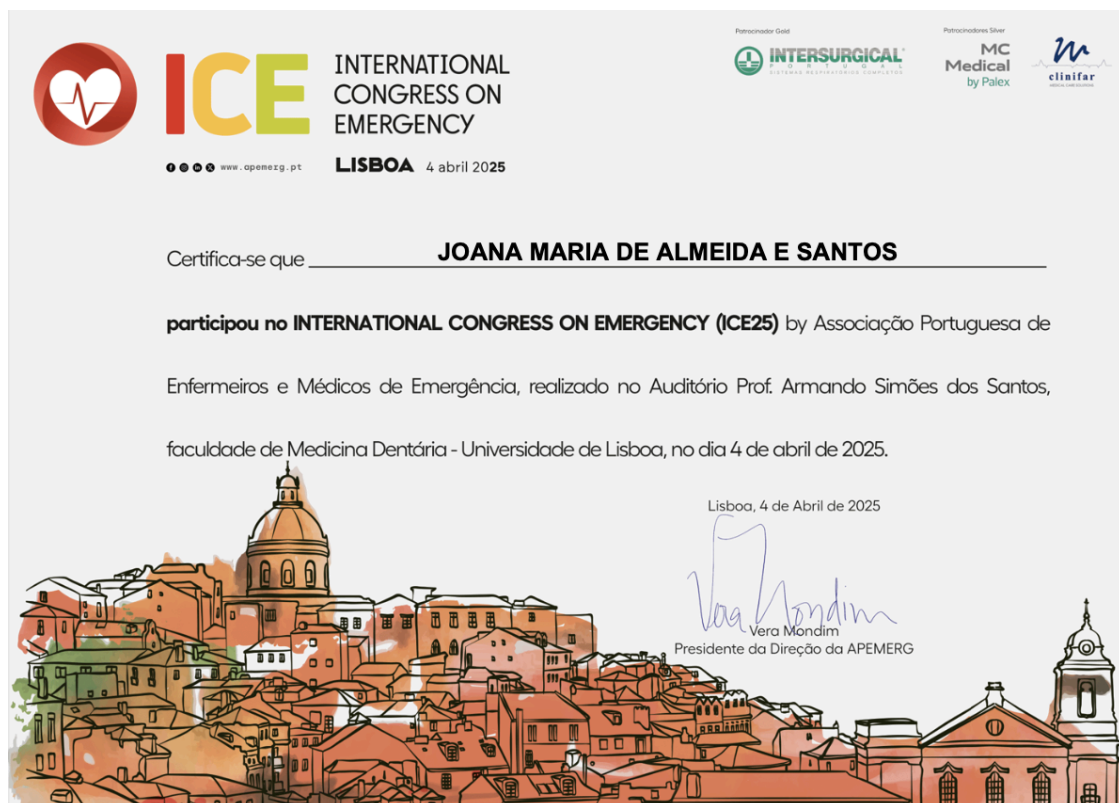 ICE
INTERNATIONAL
CONGRESS ON
EMERGENCY
www.apemerg.pt
LISBOA 4 abril 2025
Patrocinador Gold
INTERSURGICAL
PORTUGAL
SISTEMAS RESPIRATÓRIOS COMPLETOS
Patrocinadores Silver
MC
Medical
by Palex
clinifar
MEDICAL CARE SOLUTIONS
Certifica-se que JOANA MARIA DE ALMEIDA E SANTOS
participou no INTERNATIONAL CONGRESS ON EMERGENCY (ICE25) by Associação Portuguesa de
Enfermeiros e Médicos de Emergência, realizado no Auditório Prof. Armando Simões dos Santos,
faculdade de Medicina Dentária - Universidade de Lisboa, no dia 4 de abril de 2025.
Lisboa, 4 de Abril de 2025
Vera Mondim
Vera Mondim
Presidente da Direção da APEMERG